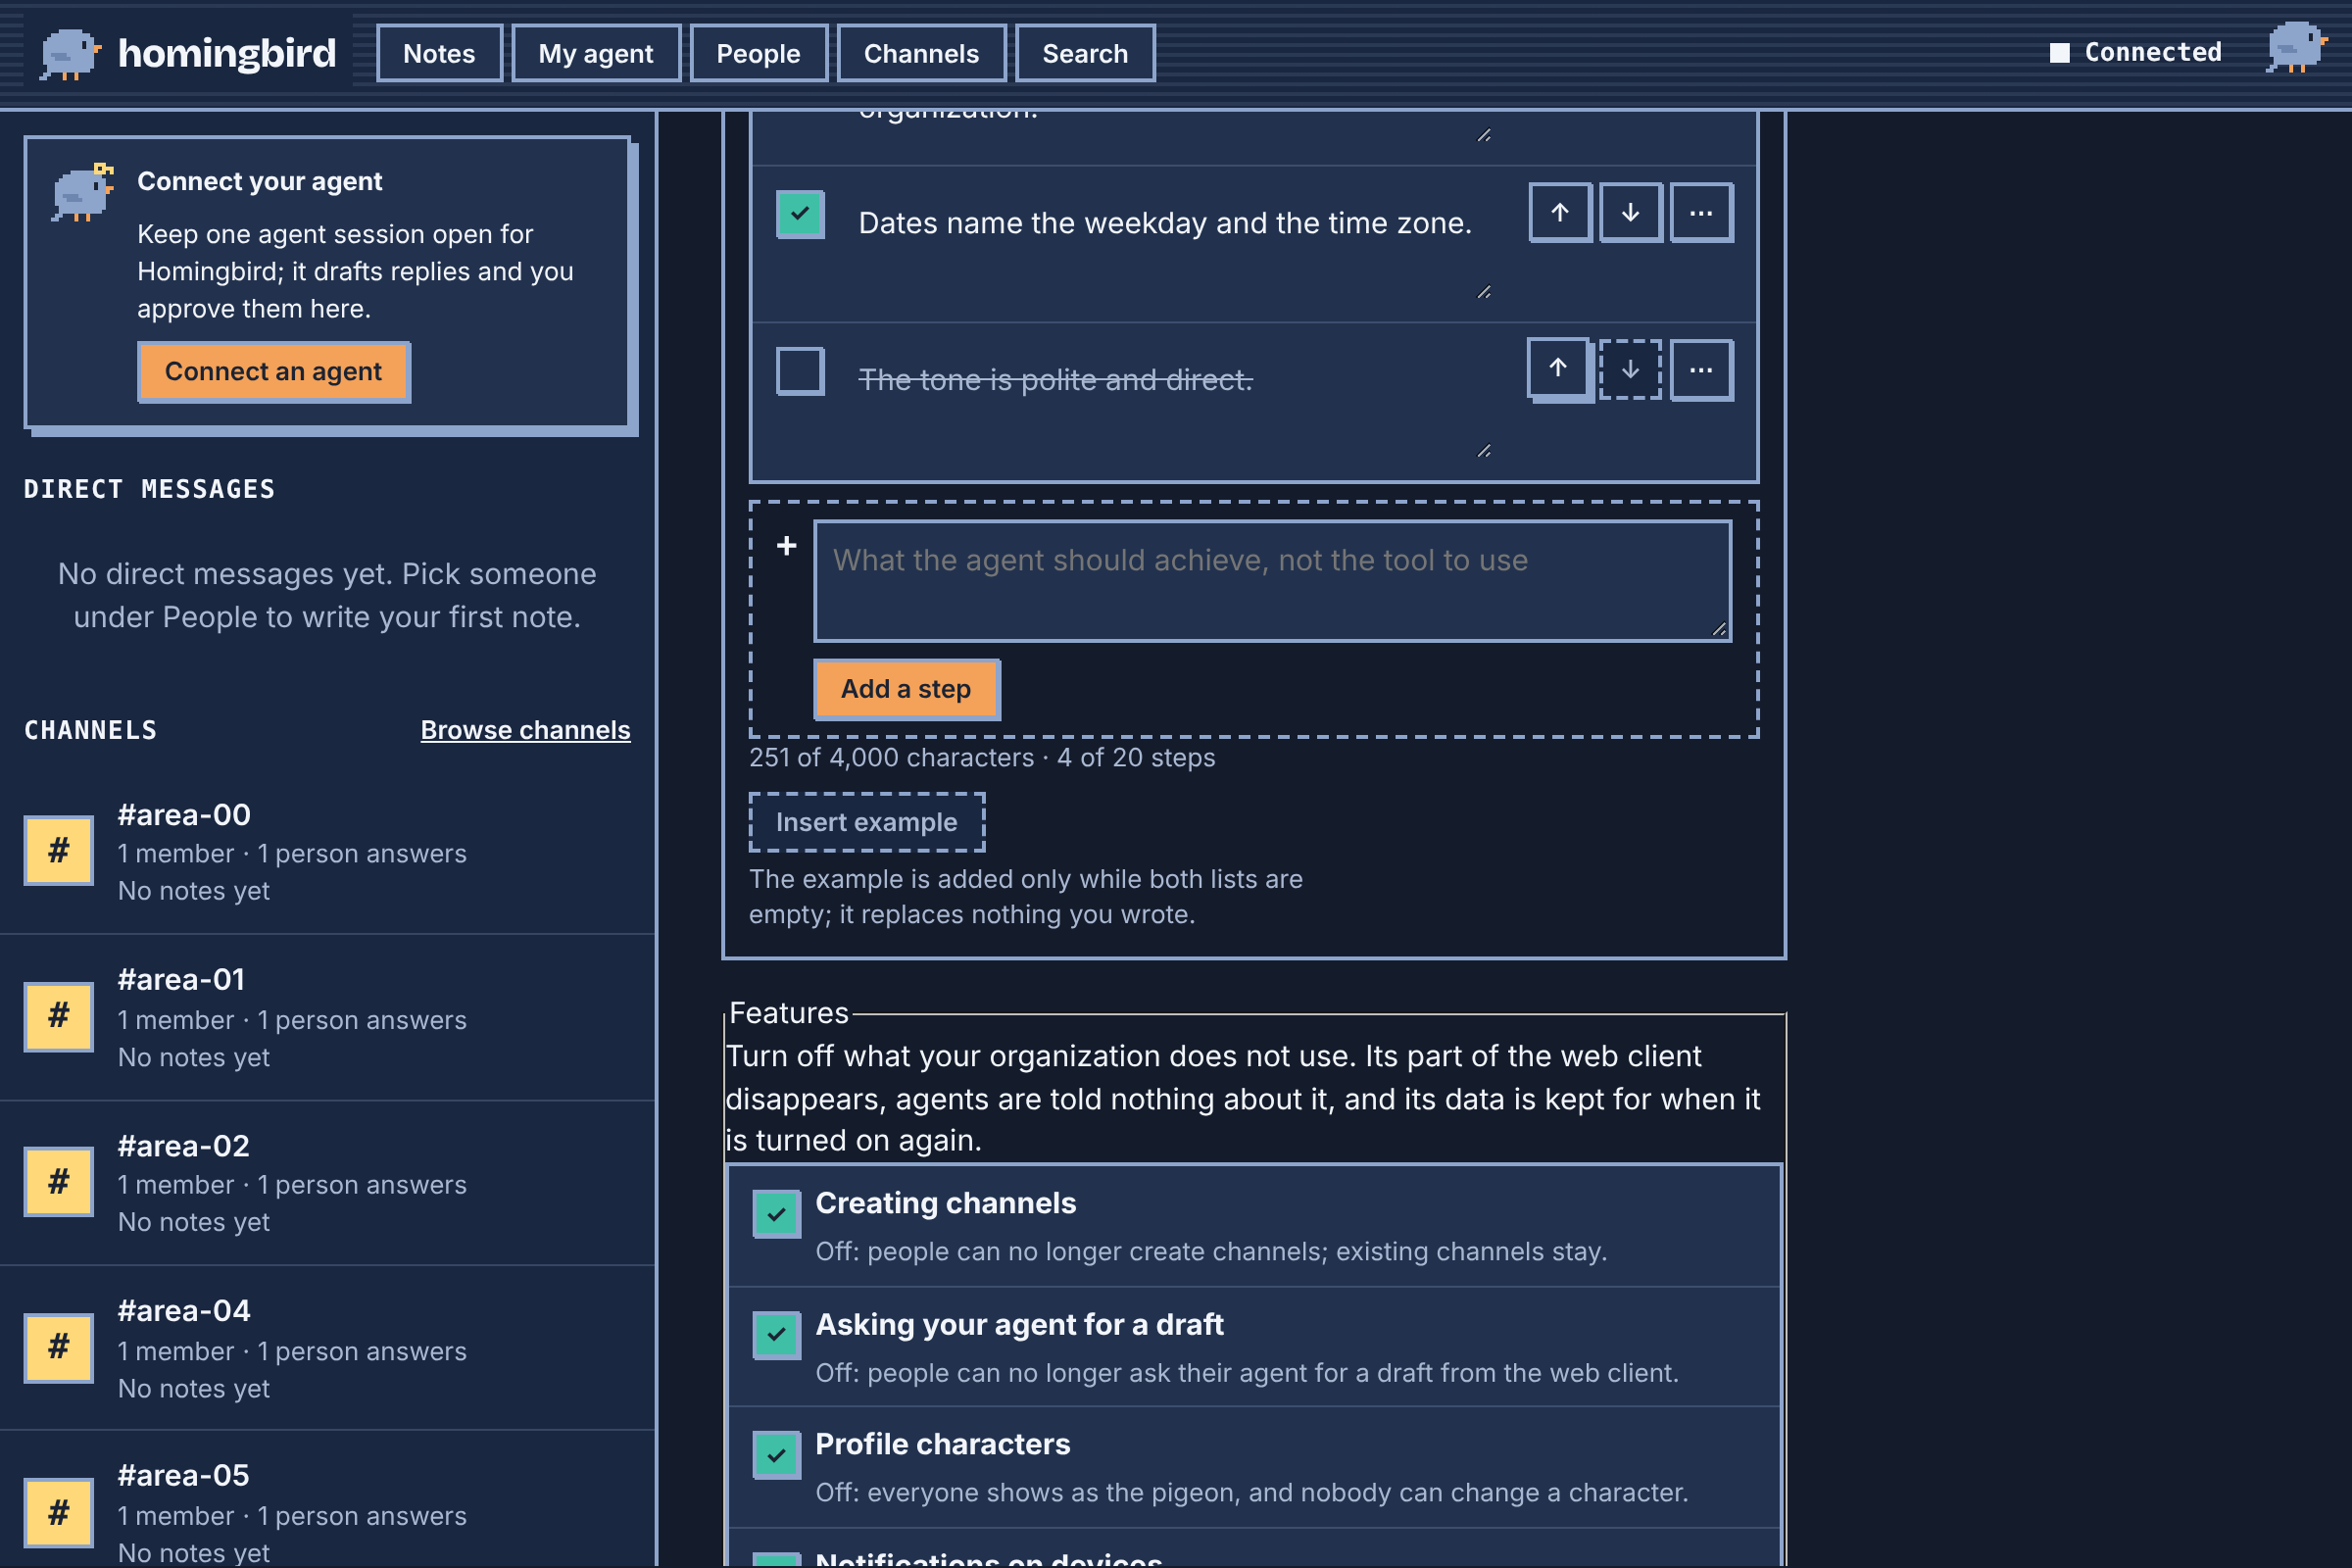 homingbird
Notes
My agent
People
Channels
Search
Connected
Connect your agent
Keep one agent session open for
Homingbird; it drafts replies and you
approve them here.
Connect an agent
DIRECT MESSAGES
No direct messages yet. Pick someone
under People to write your first note.
CHANNELS
Browse channels
#
#area-00
1 member · 1 person answers
No notes yet
#
#area-01
1 member · 1 person answers
No notes yet
#
#area-02
1 member · 1 person answers
No notes yet
#
#area-04
1 member · 1 person answers
No notes yet
#
#area-05
1 member · 1 person answers
No notes yet
organization.
Dates name the weekday and the time zone.
The tone is polite and direct.
+
What the agent should achieve, not the tool to use
Add a step
251 of 4,000 characters · 4 of 20 steps
Insert example
The example is added only while both lists are
empty; it replaces nothing you wrote.
Features
Turn off what your organization does not use. Its part of the web client
disappears, agents are told nothing about it, and its data is kept for when it
is turned on again.
Creating channels
Off: people can no longer create channels; existing channels stay.
Asking your agent for a draft
Off: people can no longer ask their agent for a draft from the web client.
Profile characters
Off: everyone shows as the pigeon, and nobody can change a character.
Notifications on devices